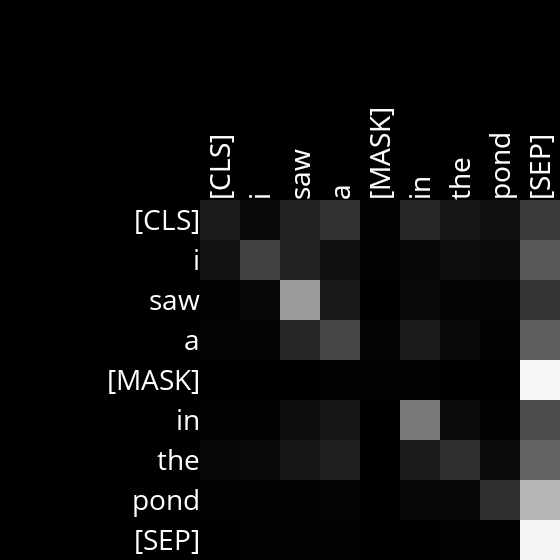 [CLS] i saw a [MASK] in the pond [SEP]
[CLS]
i
saw
a
[MASK]
in
the
pond
[SEP]